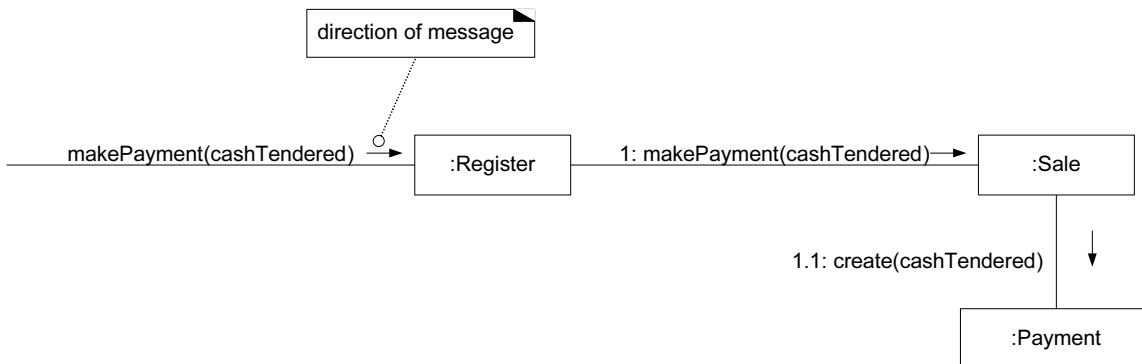 direction of message
makePayment(cashTendered)
:Register
1: makePayment(cashTendered)
:Sale
1.1: create(cashTendered)
:Payment